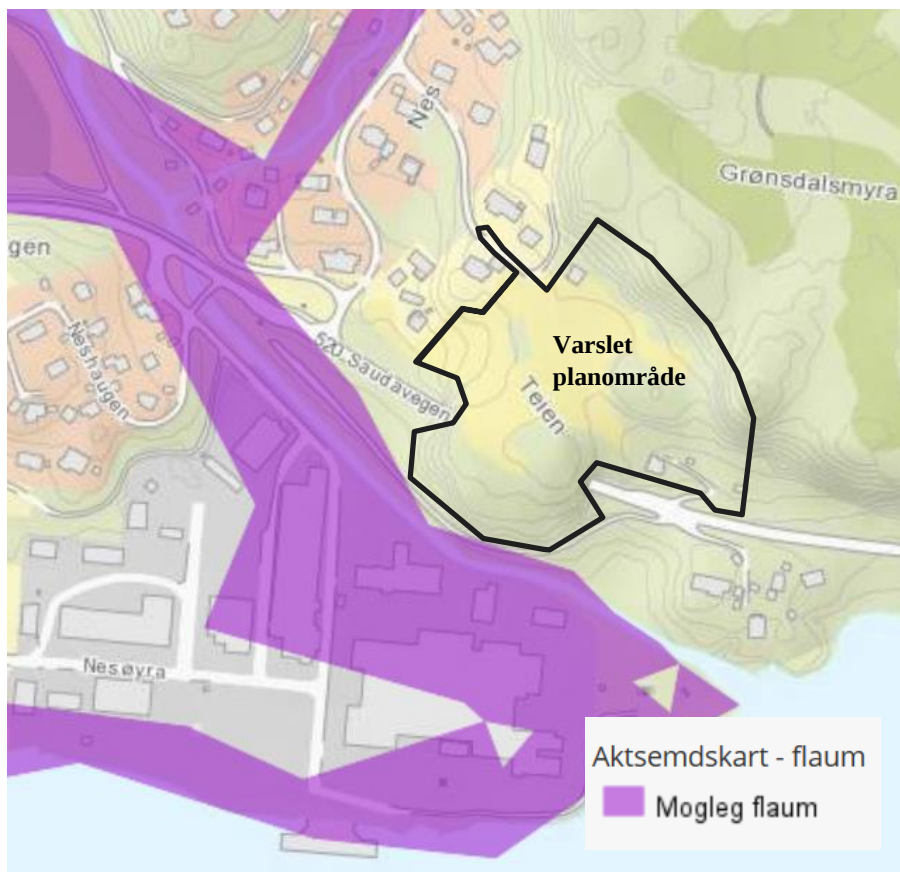 Nes
Grønsdalsmyra
gen
Neshaugen
520 Saudavegen
Varslet
planområde
Teien
Nesøyra
Aktsemdskart - flaum
Mogleg flaum